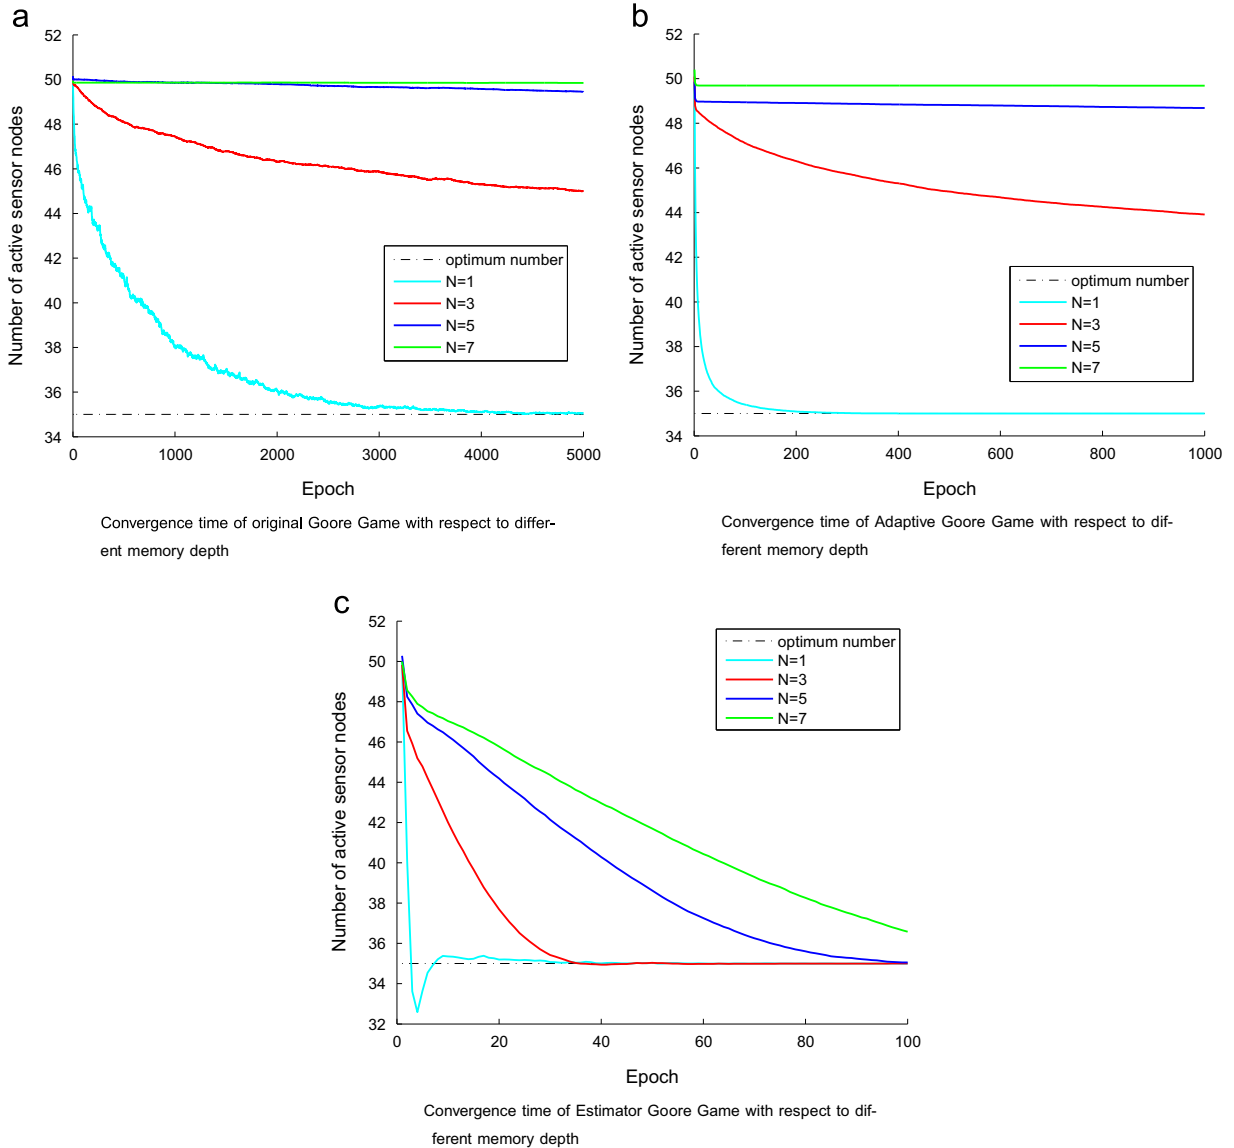 a
52
50
48
46
44
42
40
38
36
34
Number of active sensor nodes
optimum number
N=1
N=3
N=5
N=7
0 1000 2000 3000 4000 5000
Epoch
Convergence time of original Goore Game with respect to differ-
ent memory depth
b
52
50
48
46
44
42
40
38
36
34
Number of active sensor nodes
optimum number
N=1
N=3
N=5
N=7
0 200 400 600 800 1000
Epoch
Convergence time of Adaptive Goore Game with respect to dif-
ferent memory depth
c
52
50
48
46
44
42
40
38
36
34
32
Number of active sensor nodes
optimum number
N=1
N=3
N=5
N=7
0 20 40 60 80 100
Epoch
Convergence time of Estimator Goore Game with respect to dif-
ferent memory depth